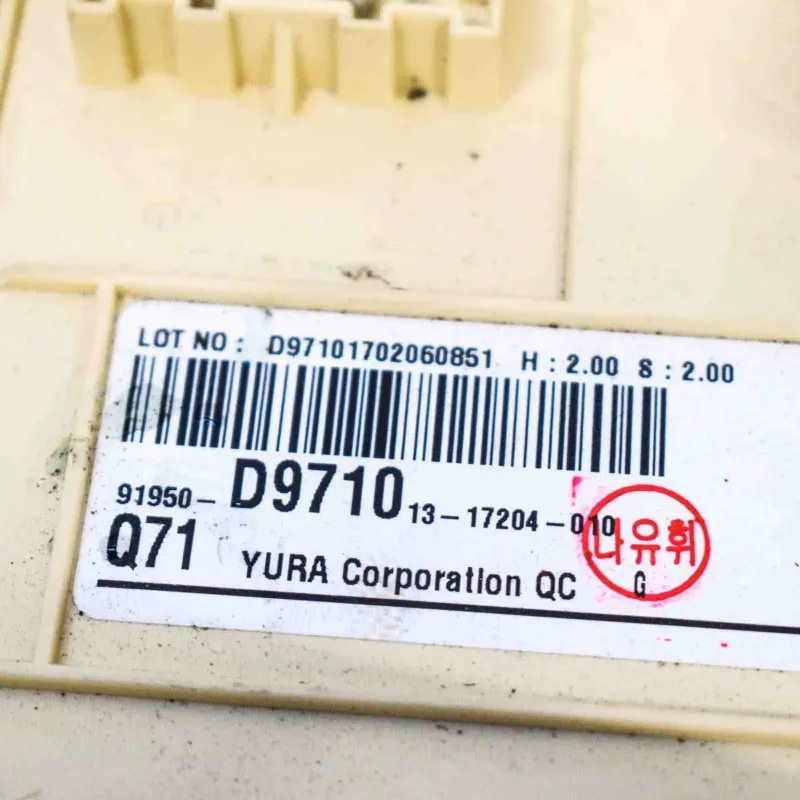 LOT NO : D97101702060851 H : 2.00 S : 2.00
91950- D9710 13-17204-010
Q71 YURA Corporation QC
나유휘
G